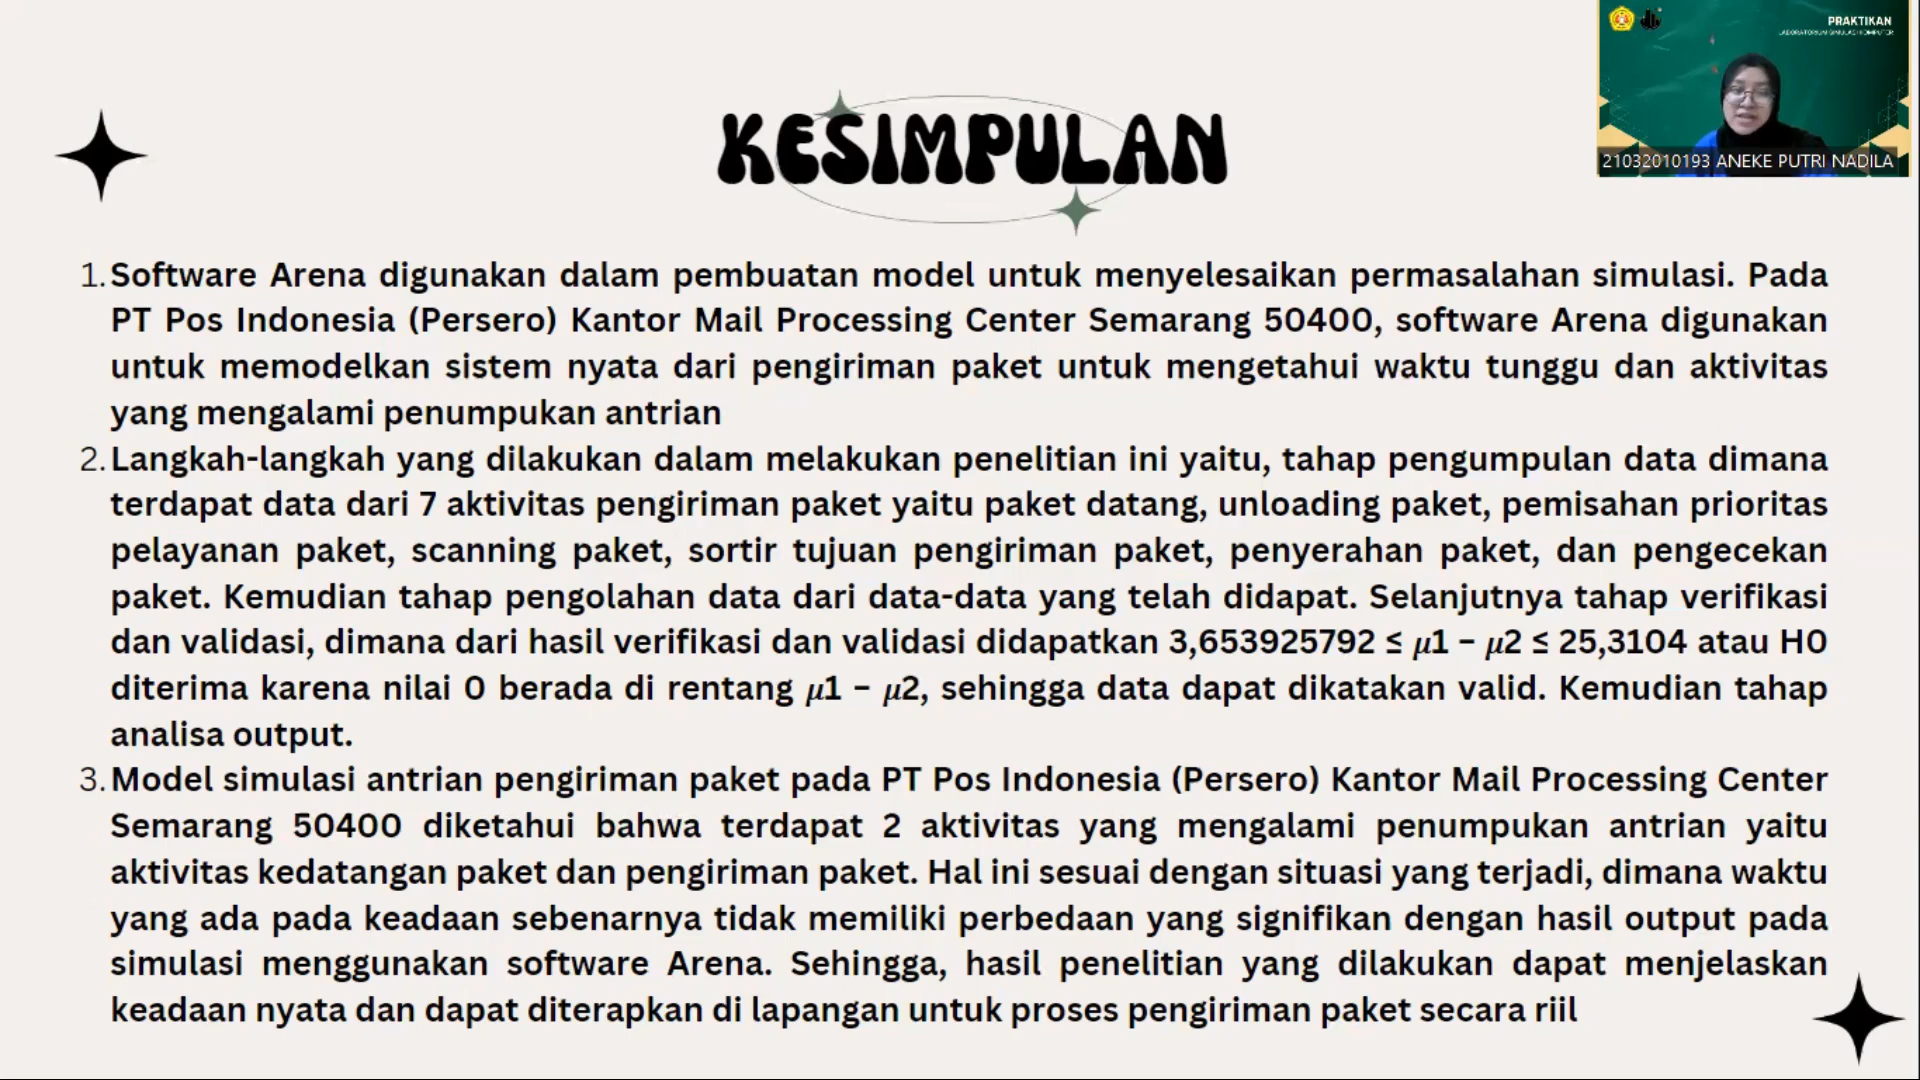 PRAKTIKAN
LABORATORIUM SIMULASI KOMPUTER
21032010193 ANEKE PUTRI NADILA
KESIMPULAN
1. Software Arena digunakan dalam pembuatan model untuk menyelesaikan permasalahan simulasi. Pada
PT Pos Indonesia (Persero) Kantor Mail Processing Center Semarang 50400, software Arena digunakan
untuk memodelkan sistem nyata dari pengiriman paket untuk mengetahui waktu tunggu dan aktivitas
yang mengalami penumpukan antrian
2. Langkah-langkah yang dilakukan dalam melakukan penelitian ini yaitu, tahap pengumpulan data dimana
terdapat data dari 7 aktivitas pengiriman paket yaitu paket datang, unloading paket, pemisahan prioritas
pelayanan paket, scanning paket, sortir tujuan pengiriman paket, penyerahan paket, dan pengecekan
paket. Kemudian tahap pengolahan data dari data-data yang telah didapat. Selanjutnya tahap verifikasi
dan validasi, dimana dari hasil verifikasi dan validasi didapatkan 3,653925792 ≤ 𝜇1 − 𝜇2 ≤ 25,3104 atau H0
diterima karena nilai 0 berada di rentang 𝜇1 − 𝜇2, sehingga data dapat dikatakan valid. Kemudian tahap
analisa output.
3. Model simulasi antrian pengiriman paket pada PT Pos Indonesia (Persero) Kantor Mail Processing Center
Semarang 50400 diketahui bahwa terdapat 2 aktivitas yang mengalami penumpukan antrian yaitu
aktivitas kedatangan paket dan pengiriman paket. Hal ini sesuai dengan situasi yang terjadi, dimana waktu
yang ada pada keadaan sebenarnya tidak memiliki perbedaan yang signifikan dengan hasil output pada
simulasi menggunakan software Arena. Sehingga, hasil penelitian yang dilakukan dapat menjelaskan
keadaan nyata dan dapat diterapkan di lapangan untuk proses pengiriman paket secara riil